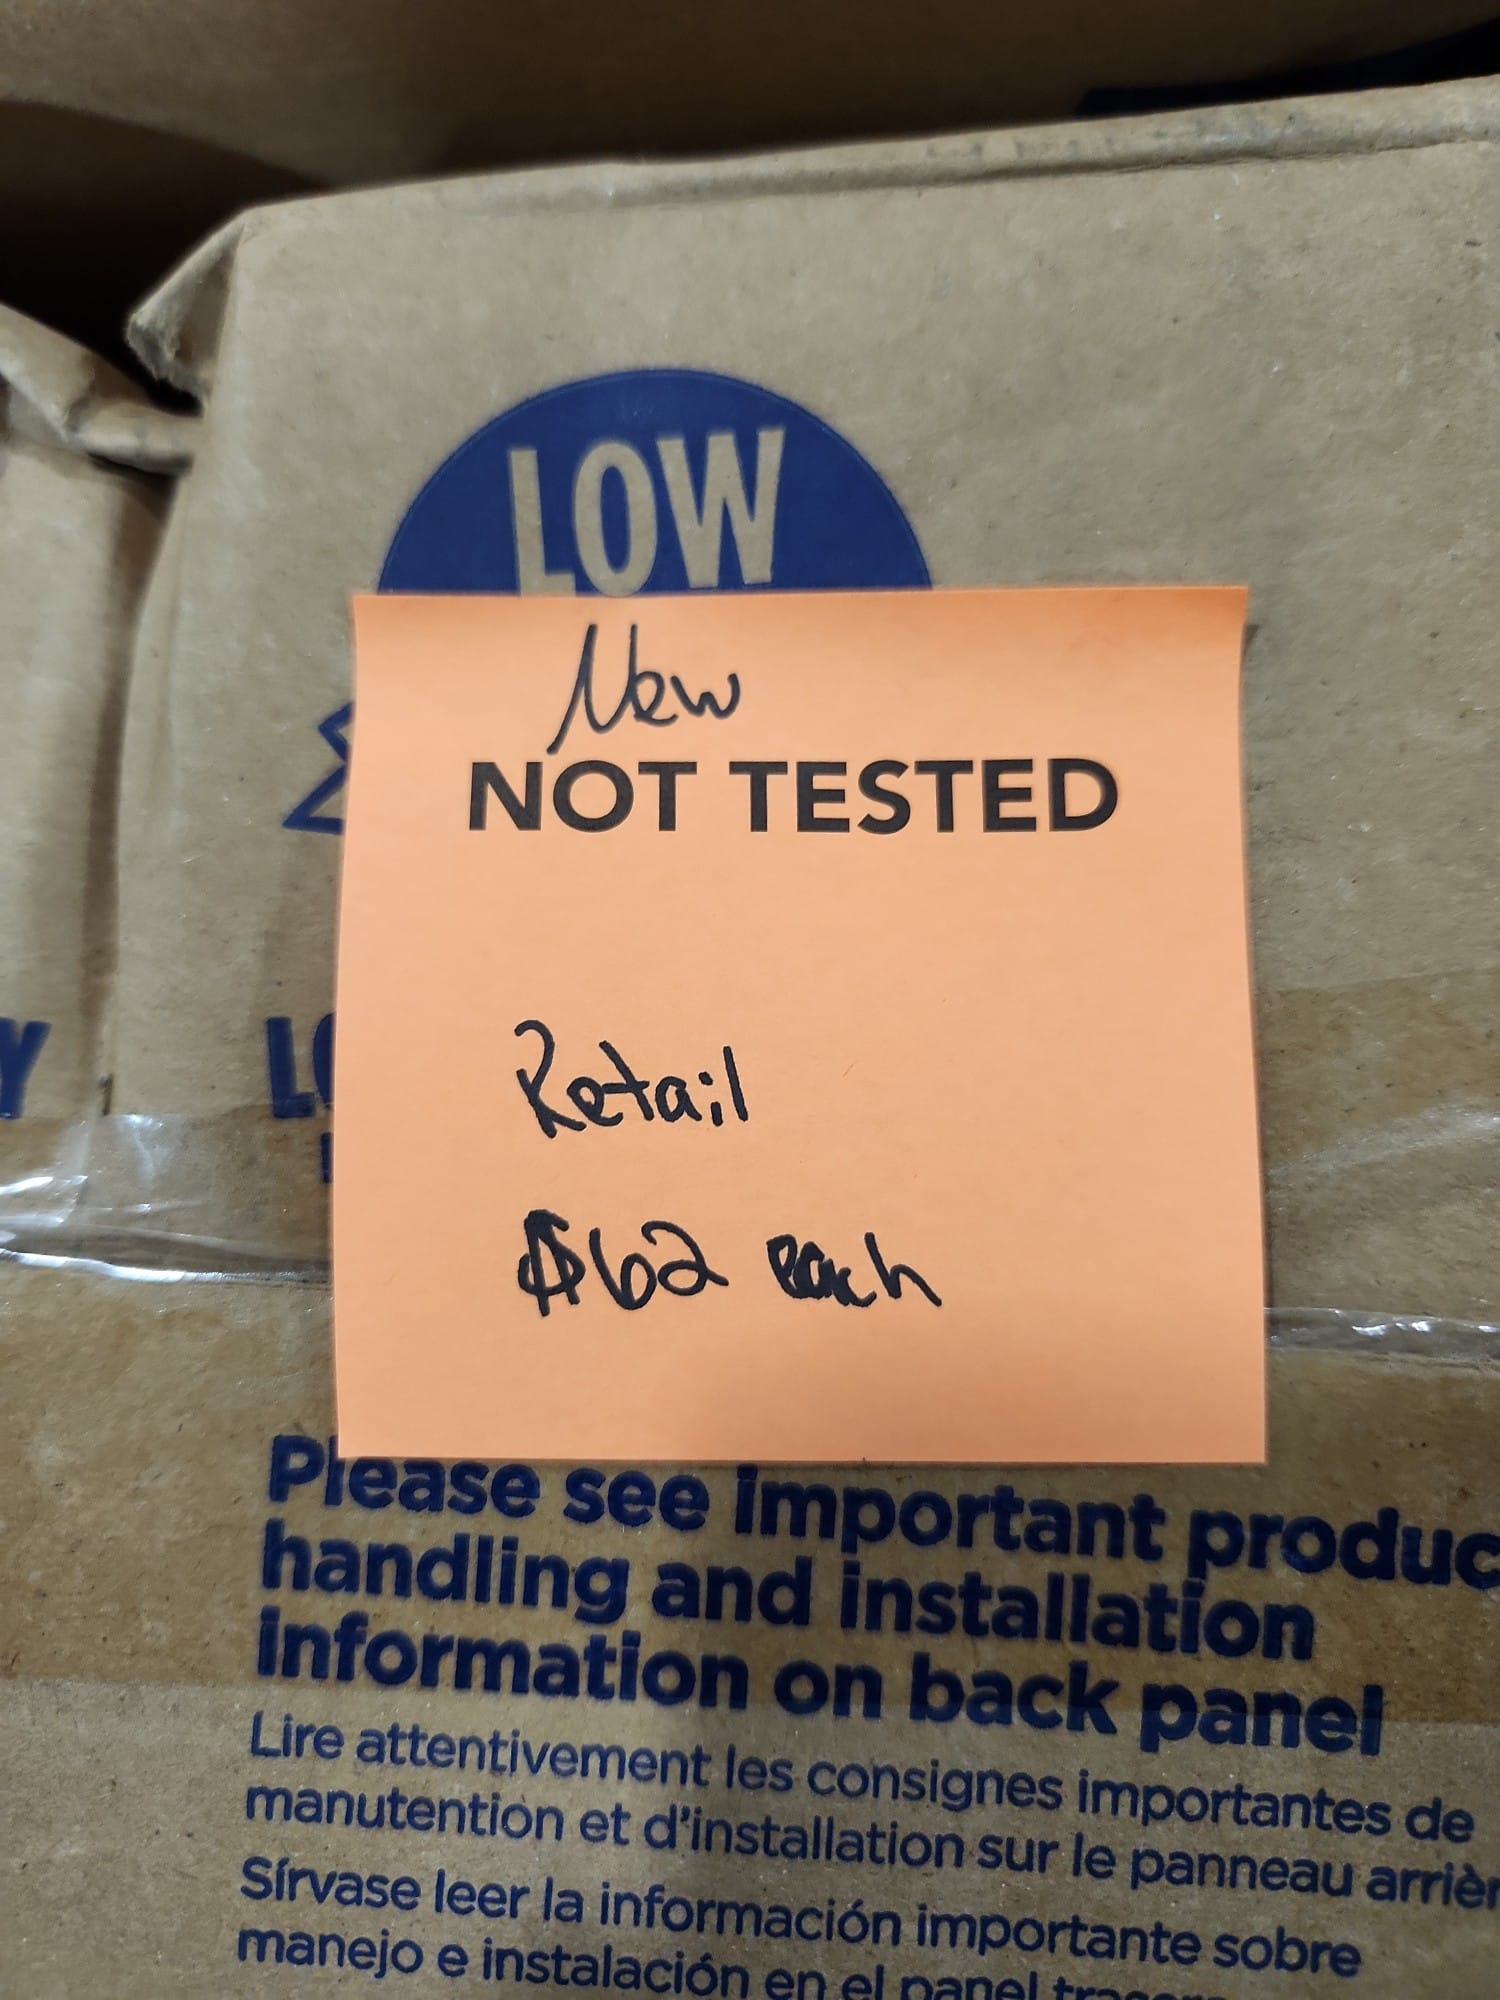 LOW
New
NOT TESTED
Retail
$62 each
Please see important produc
handling and installation
information on back panel
Lire attentivement les consignes importantes de
manutention et d'installation sur le panneau arrièr
Sírvase leer la información importante sobre
manejo e instalación en el panel trasero